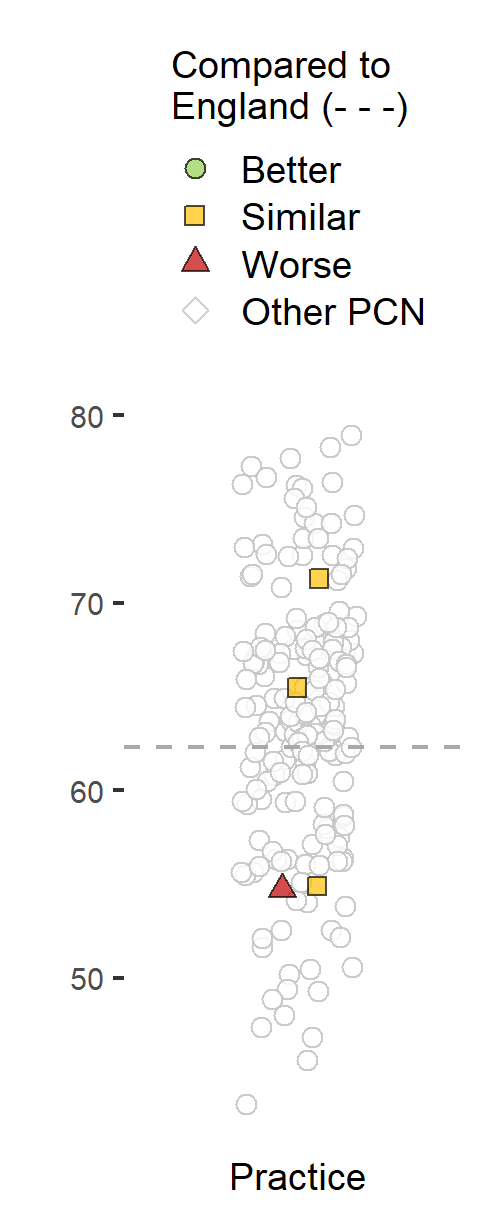 Compared to
England (- - -)
Better
Similar
Worse
Other PCN
80
70
60
50
Practice